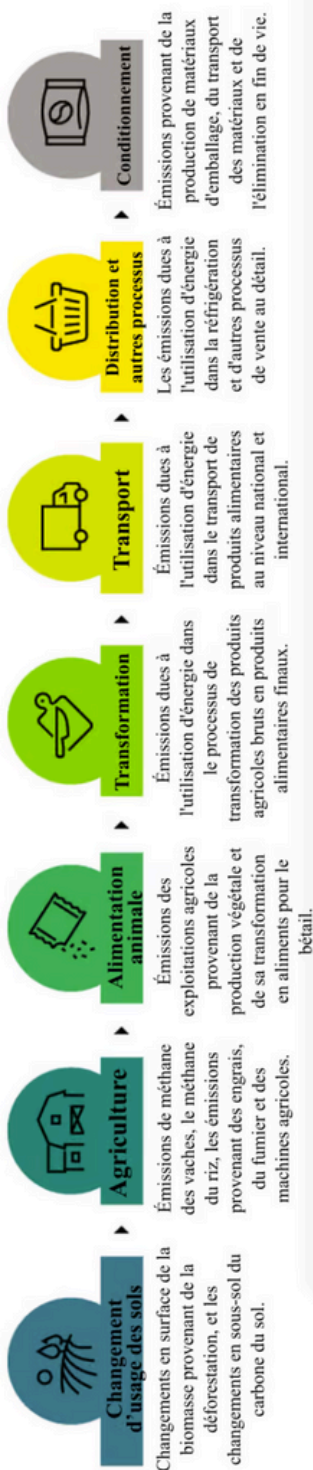 Changement
d'usage des sols
Changements en surface de la
biomasse provenant de la
déforestation, et les
changements en sous-sol du
carbone du sol.
Agriculture
Émissions de méthane
des vaches, le méthane
du riz, les émissions
provenant des engrais,
du fumier et des
machines agricoles.
Alimentation
animale
Émissions des
exploitations agricoles
provenant de la
production végétale et
de sa transformation
en aliments pour le
bétail.
Transformation
Émissions dues à
l'utilisation d'énergie dans
le processus de
transformation des produits
agricoles bruts en produits
alimentaires finaux.
Transport
Émissions dues à
l'utilisation d'énergie
dans le transport de
produits alimentaires
au niveau national et
international.
Distribution et
autres processus
Les émissions dues à
l'utilisation d'énergie
dans la réfrigération
et d'autres processus
de vente au détail.
Conditionnement
Émissions provenant de la
production de matériaux
d'emballage, du transport
des matériaux et de
l'élimination en fin de vie.